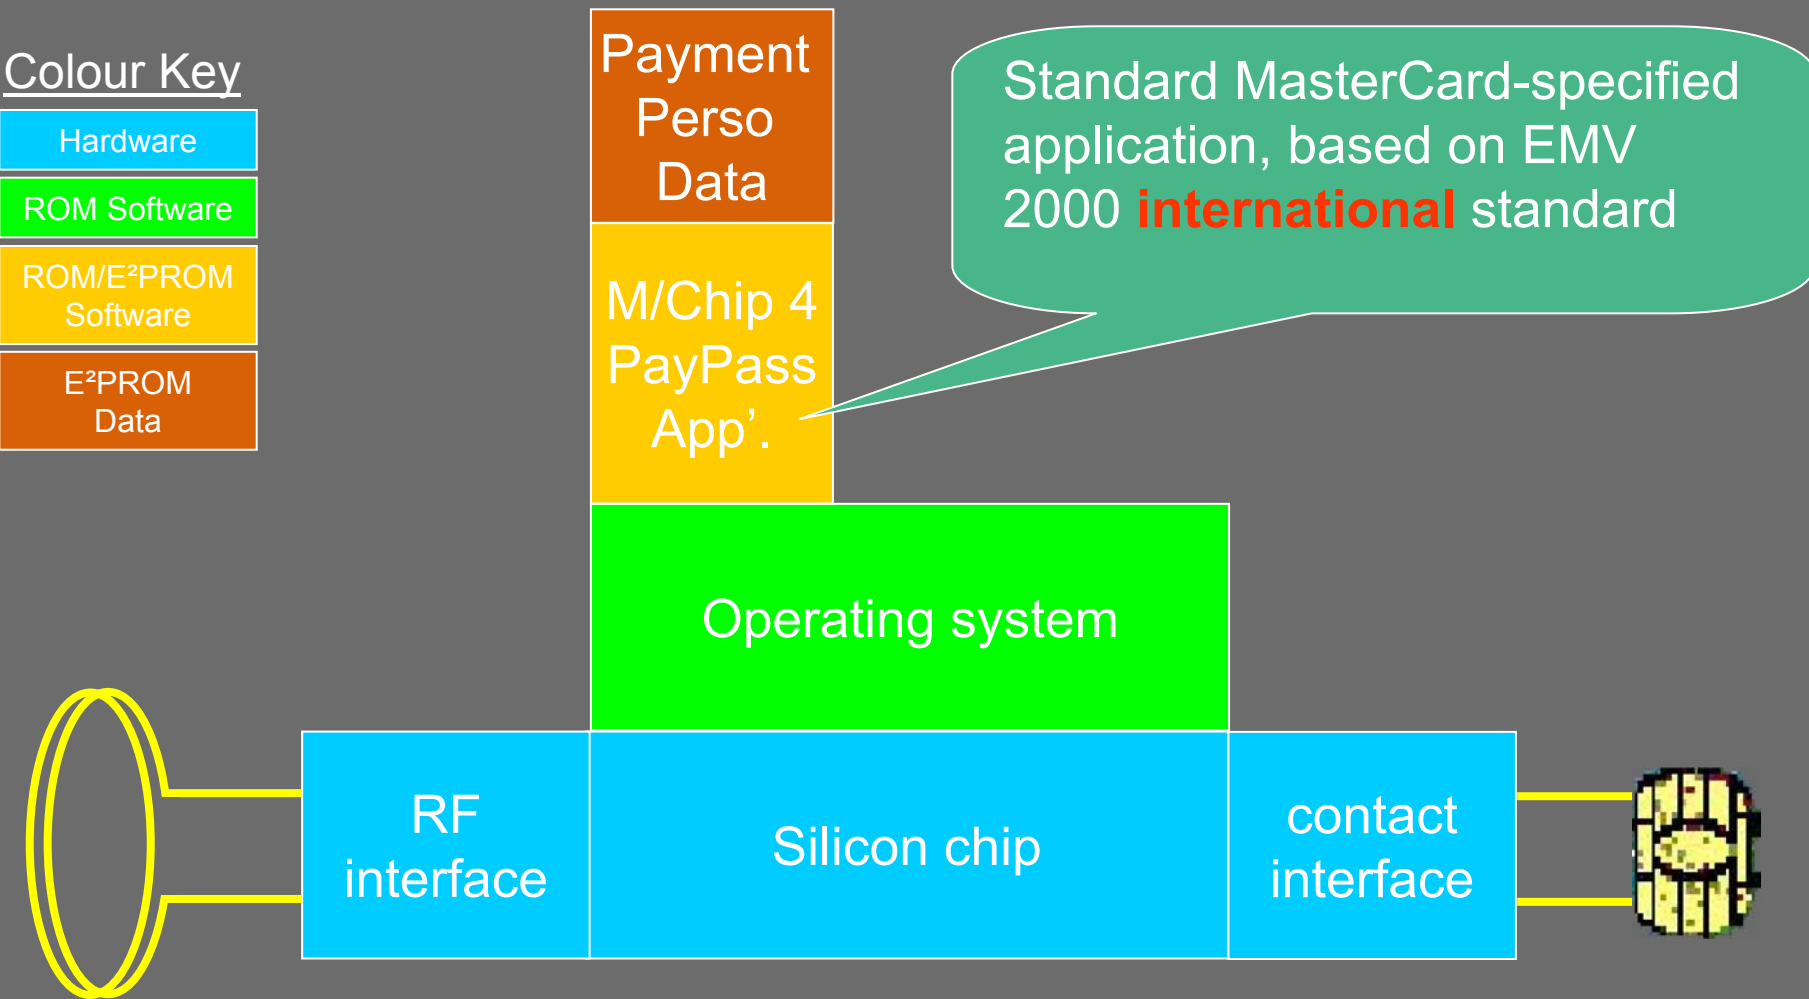 Colour Key
Hardware
ROM Software
ROM/E²PROM
Software
E²PROM
Data
Payment
Perso
Data
M/Chip 4
PayPass
App’.
Standard MasterCard-specified
application, based on EMV
2000 international standard
Operating system
RF
interface
Silicon chip
contact
interface